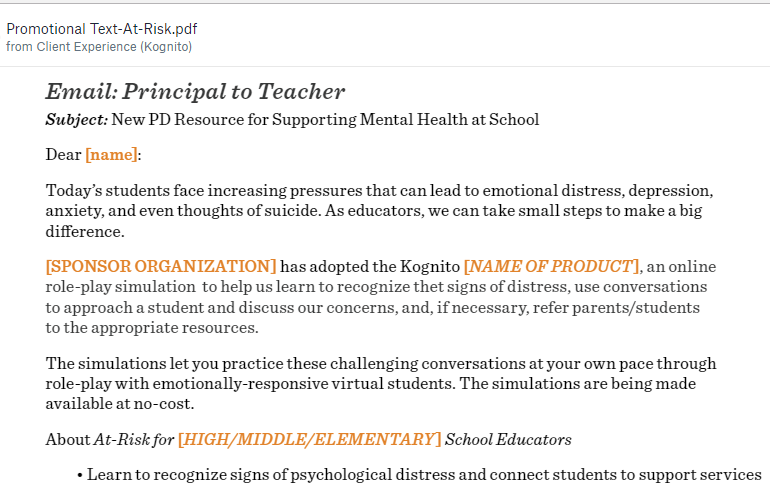 Promotional Text-At-Risk.pdf
from Client Experience (Kognito)
Email: Principal to Teacher
Subject: New PD Resource for Supporting Mental Health at School
Dear [name]:
Today's students face increasing pressures that can lead to emotional distress, depression,
anxiety, and even thoughts of suicide. As educators, we can take small steps to make a big
difference.
[SPONSOR ORGANIZATION] has adopted the Kognito [NAME OF PRODUCT], an online
role-play simulation to help us learn to recognize thet signs of distress, use conversations
to approach a student and discuss our concerns, and, if necessary, refer parents/students
to the appropriate resources.
The simulations let you practice these challenging conversations at your own pace through
role-play with emotionally-responsive virtual students. The simulations are being made
available at no-cost.
About At-Risk for [HIGH/MIDDLE/ELEMENTARY] School Educators
• Learn to recognize signs of psychological distress and connect students to support services